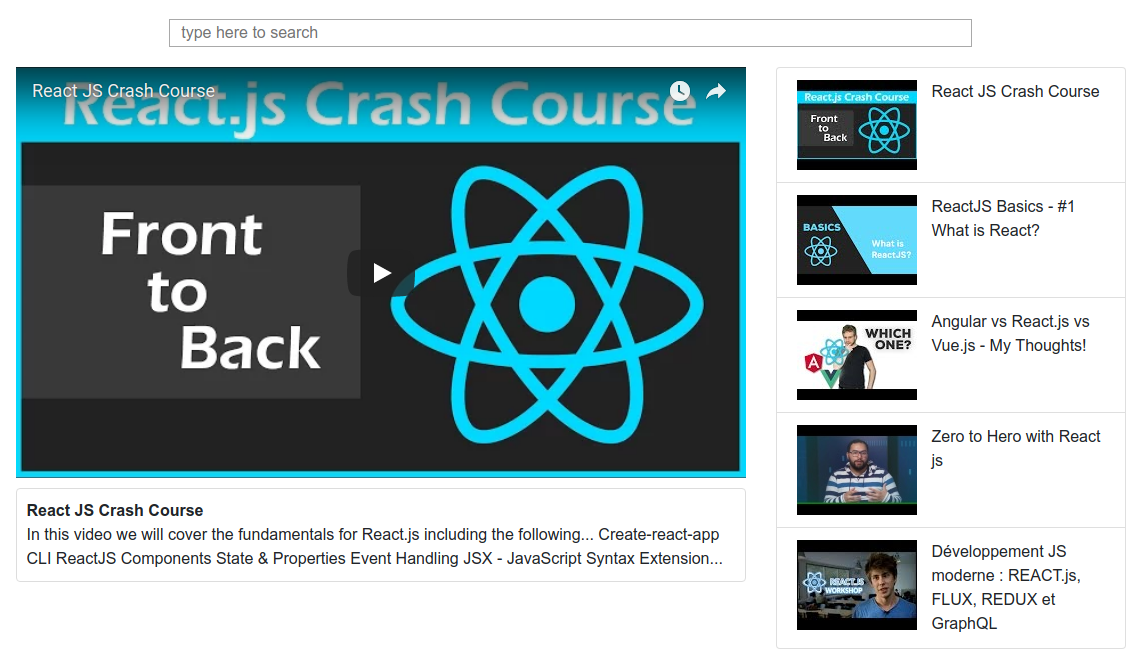 type here to search
React JS Crash Course
React.js Crash Course
Front
to
Back
React JS Crash Course
In this video we will cover the fundamentals for React.js including the following... Create-react-app
CLI ReactJS Components State & Properties Event Handling JSX - JavaScript Syntax Extension...
React.js Crash Course
Front
to
Back
React JS Crash Course
BASICS
What is
ReactJS?
ReactJS Basics - #1
What is React?
WHICH
ONE?
A
Angular vs React.js vs
Vue.js - My Thoughts!
Zero to Hero with React
js
REACT.JS
WORKSHOP
Développement JS
moderne : REACT.js,
FLUX, REDUX et
GraphQL